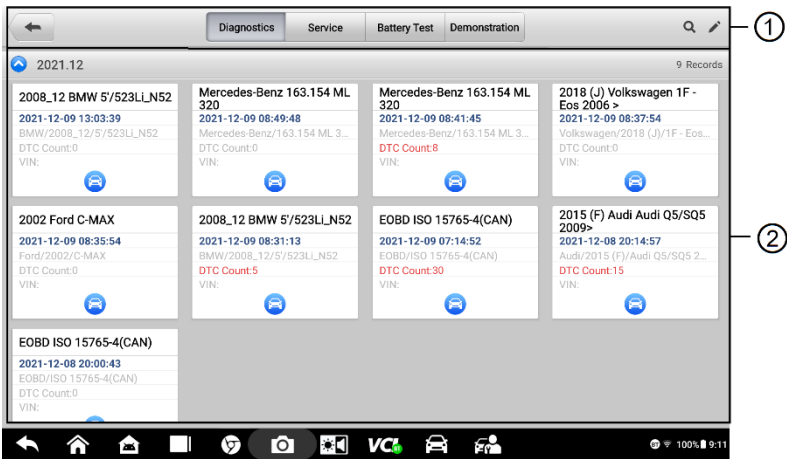 Diagnostics
Service
Battery Test
Demonstration
1
2021.12
9 Records
2008_12 BMW 5'/523Li_N52
2021-12-09 13:03:39
BMW/2008_12/5'/523Li_N52
DTC Count:0
VIN:
Mercedes-Benz 163.154 ML
320
2021-12-09 08:49:48
Mercedes-Benz/163.154 ML 3...
DTC Count:0
VIN:
Mercedes-Benz 163.154 ML
320
2021-12-09 08:41:45
Mercedes-Benz/163.154 ML 3...
DTC Count:8
VIN:
2018 (J) Volkswagen 1F -
Eos 2006 >
2021-12-09 08:37:54
Volkswagen/2018 (J)/1F - Eos...
DTC Count:0
VIN:
2002 Ford C-MAX
2021-12-09 08:35:54
Ford/2002/C-MAX
DTC Count:0
VIN:
2008_12 BMW 5'/523Li_N52
2021-12-09 08:31:13
BMW/2008_12/5'/523Li_N52
DTC Count:5
VIN:
EOBD ISO 15765-4(CAN)
2021-12-09 07:14:52
EOBD/ISO 15765-4(CAN)
DTC Count:30
VIN:
2015 (F) Audi Audi Q5/SQ5
2009>
2021-12-08 20:14:57
Audi/2015 (F)/Audi Q5/SQ5 2...
DTC Count:15
VIN:
2
EOBD ISO 15765-4(CAN)
2021-12-08 20:00:43
EOBD/ISO 15765-4(CAN)
DTC Count:0
VIN:
VCI
100%
9:11